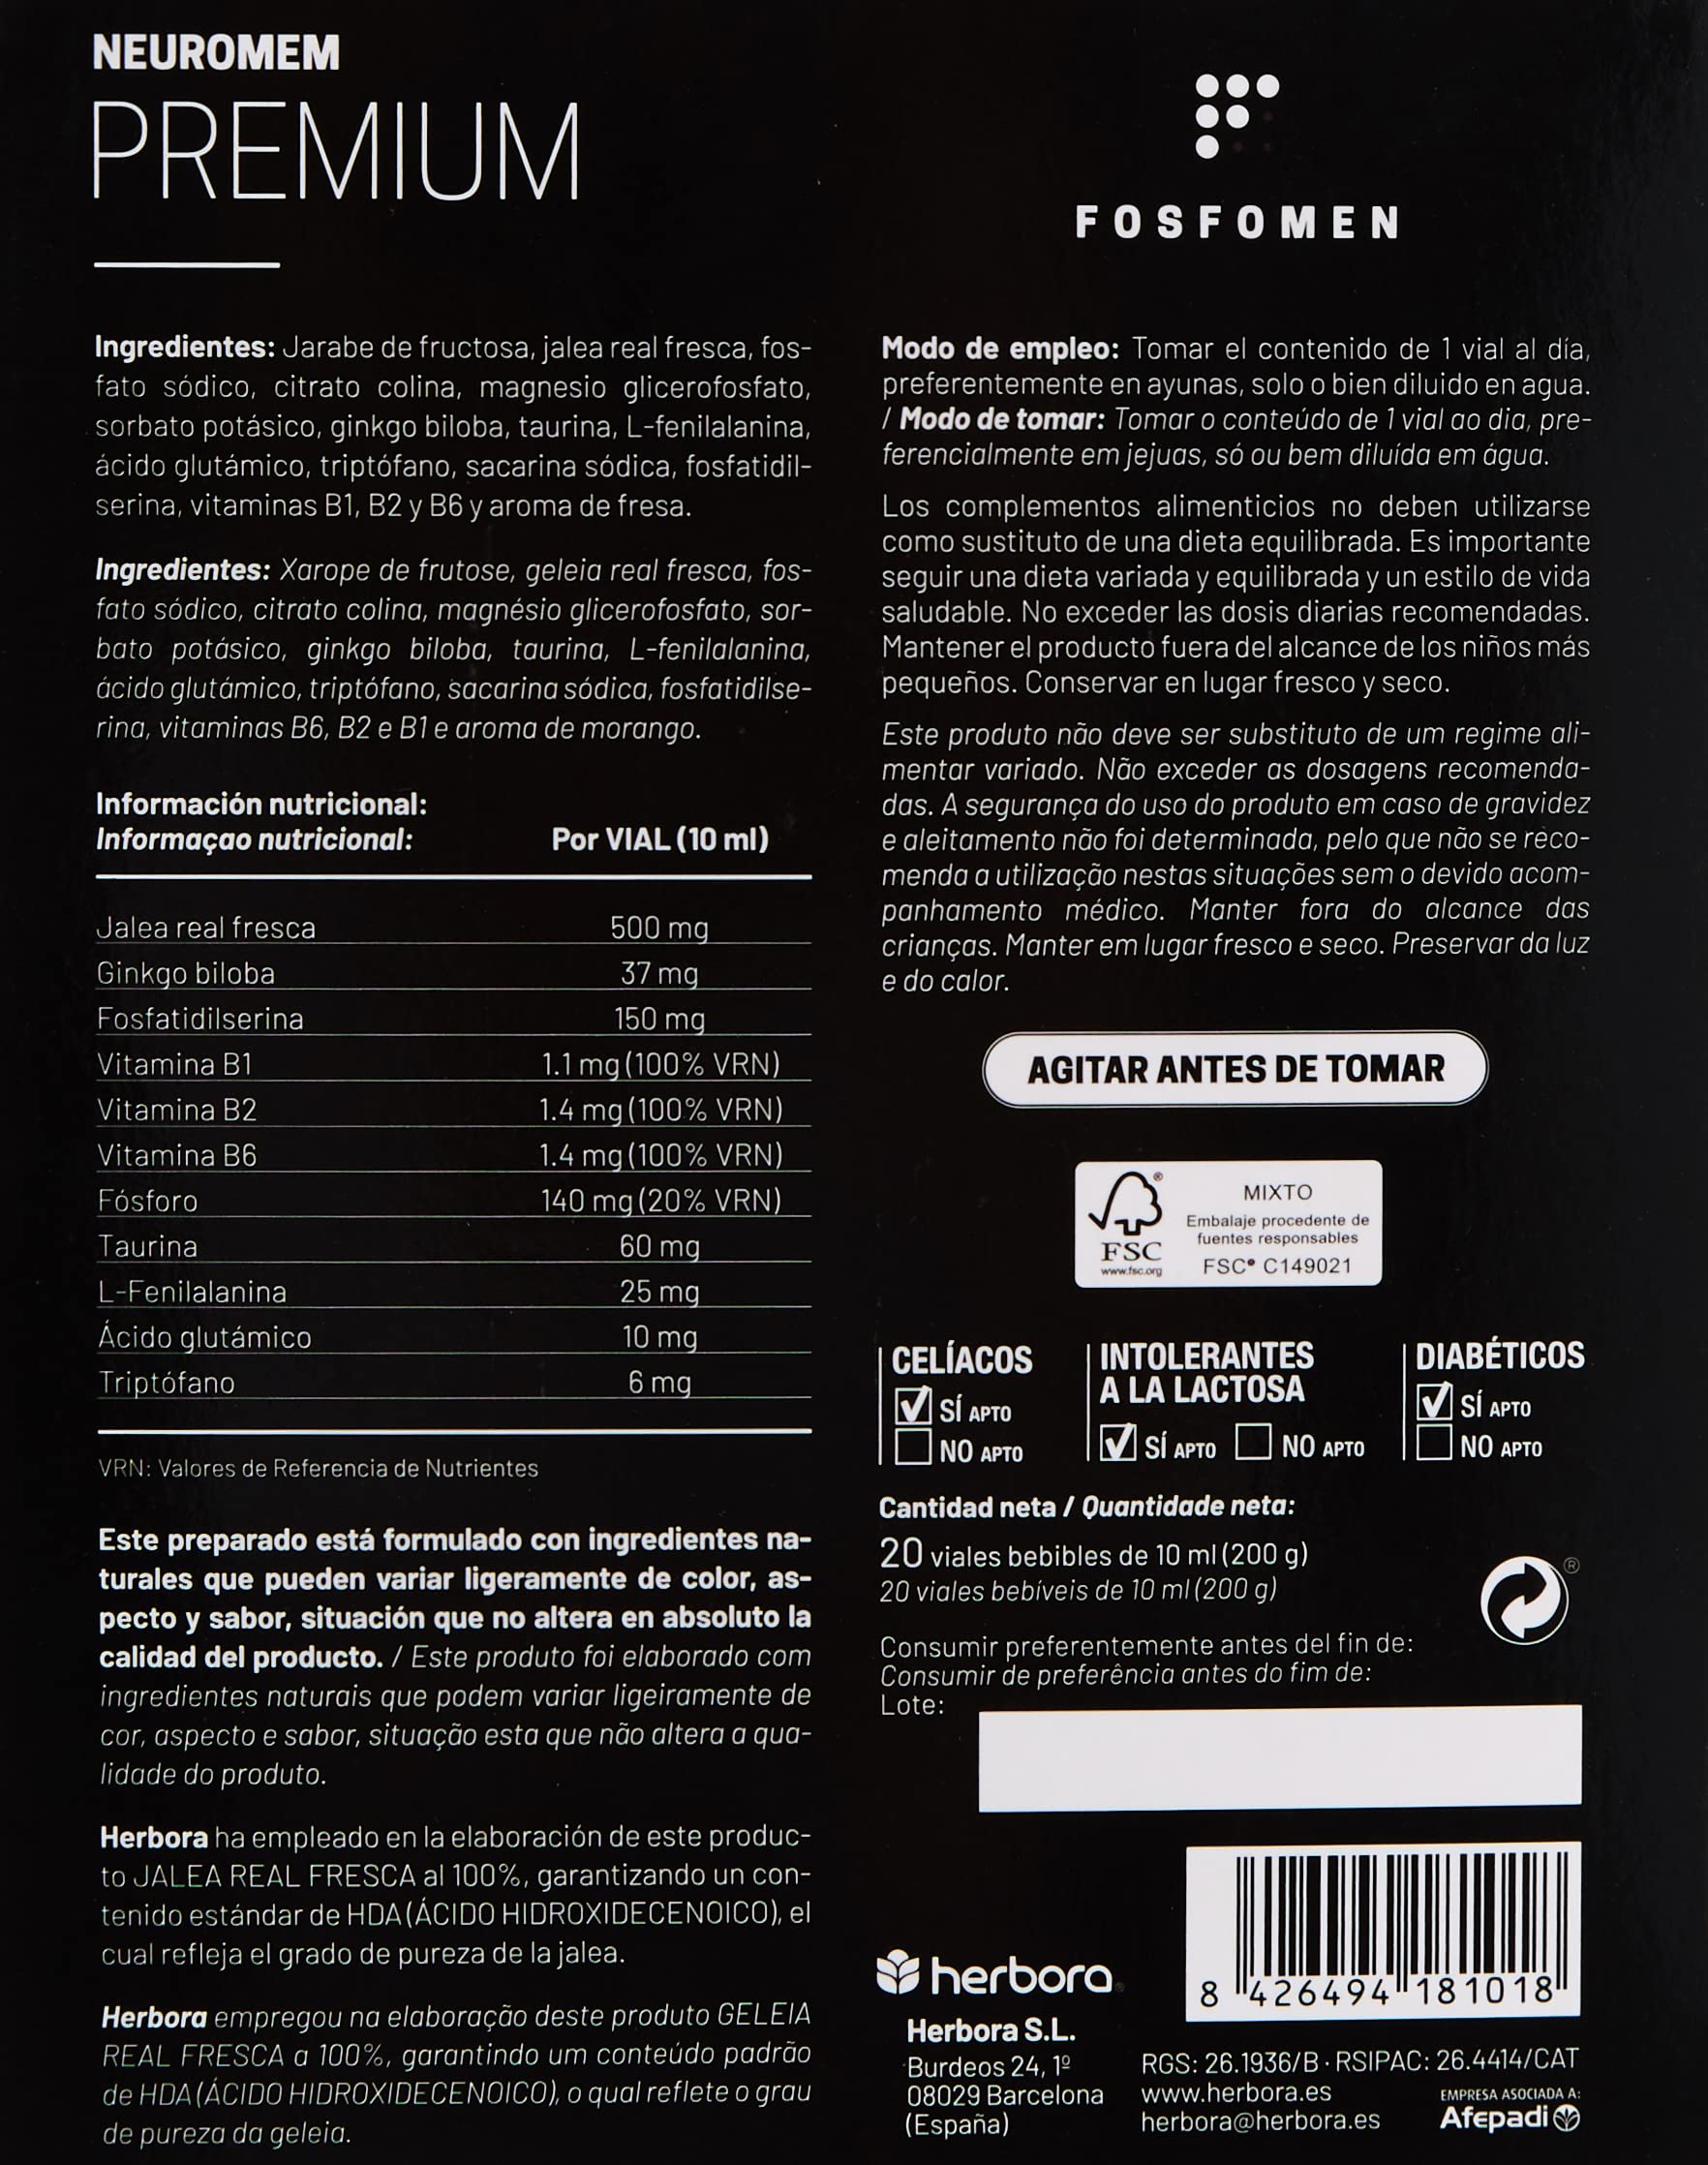 NEUROMEM
PREMIUM
Ingredientes: Jarabe de fructosa, jalea real fresca, fos-
fato sódico, citrato colina, magnesio glicerofosfato,
sorbato potásico, ginkgo biloba, taurina, L-fenilalanina,
ácido glutámico, triptófano, sacarina sódica, fosfatidil-
serina, vitaminas B1, B2 y B6 y aroma de fresa.
Ingredientes: Xarope de frutose, geleia real fresca, fos-
fato sódico, citrato colina, magnésio glicerofosfato, sor-
bato potásico, ginkgo biloba, taurina, L-fenilalanina,
ácido glutámico, triptófano, sacarina sódica, fosfatidilse-
rina, vitaminas B6, B2 e B1 e aroma de morango.
Información nutricional:
Informaçao nutricional: Por VIAL (10 ml)
Jalea real fresca 500 mg
Ginkgo biloba 37 mg
Fosfatidilserina 150 mg
Vitamina B1 1.1 mg (100% VRN)
Vitamina B2 1.4 mg (100% VRN)
Vitamina B6 1.4 mg (100% VRN)
Fósforo 140 mg (20% VRN)
Taurina 60 mg
L-Fenilalanina 25 mg
Ácido glutámico 10 mg
Triptófano 6 mg
VRN: Valores de Referencia de Nutrientes
Este preparado está formulado con ingredientes na-
turales que pueden variar ligeramente de color, as-
pecto y sabor, situación que no altera en absoluto la
calidad del producto. / Este produto foi elaborado com
ingredientes naturais que podem variar ligeiramente de
cor, aspecto e sabor, situação esta que não altera a qua-
lidade do produto.
Herbora ha empleado en la elaboración de este produc-
to JALEA REAL FRESCA al 100%, garantizando un con-
tenido estándar de HDA (ÁCIDO HIDROXIDECENOICO), el
cual refleja el grado de pureza de la jalea.
Herbora empregou na elaboração deste produto GELEIA
REAL FRESCA a 100%, garantindo um conteúdo padrão
de HDA (ÁCIDO HIDROXIDECENOICO), o qual reflete o grau
de pureza da geleia.
FOSFOMEN
Modo de empleo: Tomar el contenido de 1 vial al día,
preferentemente en ayunas, solo o bien diluido en agua.
/ Modo de tomar: Tomar o conteúdo de 1 vial ao dia, pre-
ferencialmente em jejuas, só ou bem diluída em água.
Los complementos alimenticios no deben utilizarse
como sustituto de una dieta equilibrada. Es importante
seguir una dieta variada y equilibrada y un estilo de vida
saludable. No exceder las dosis diarias recomendadas.
Mantener el producto fuera del alcance de los niños más
pequeños. Conservar en lugar fresco y seco.
Este produto não deve ser substituto de um regime ali-
mentar variado. Não exceder as dosagens recomenda-
das. A segurança do uso do produto em caso de gravidez
e aleitamento não foi determinada, pelo que não se reco-
menda a utilização nestas situações sem o devido acom-
panhamento médico. Manter fora do alcance das
crianças. Manter em lugar fresco e seco. Preservar da luz
e do calor.
AGITAR ANTES DE TOMAR
FSC
www.fsc.org
®
MIXTO
Embalaje procedente de
fuentes responsables
FSC® C149021
CELÍACOS
SÍ APTO
NO APTO
INTOLERANTES
A LA LACTOSA
SÍ APTO NO APTO
DIABÉTICOS
SÍ APTO
NO APTO
Cantidad neta / Quantidade neta:
20 viales bebibles de 10 ml (200 g)
20 viales bebíveis de 10 ml (200 g)
®
Consumir preferentemente antes del fin de:
Consumir de preferência antes do fim de:
Lote:
herbora®
8 426494 181018
Herbora S.L.
Burdeos 24, 1º
08029 Barcelona
(España)
RGS: 26.1936/B · RSIPAC: 26.4414/CAT
www.herbora.es
herbora@herbora.es
EMPRESA ASOCIADA A:
Afepadi